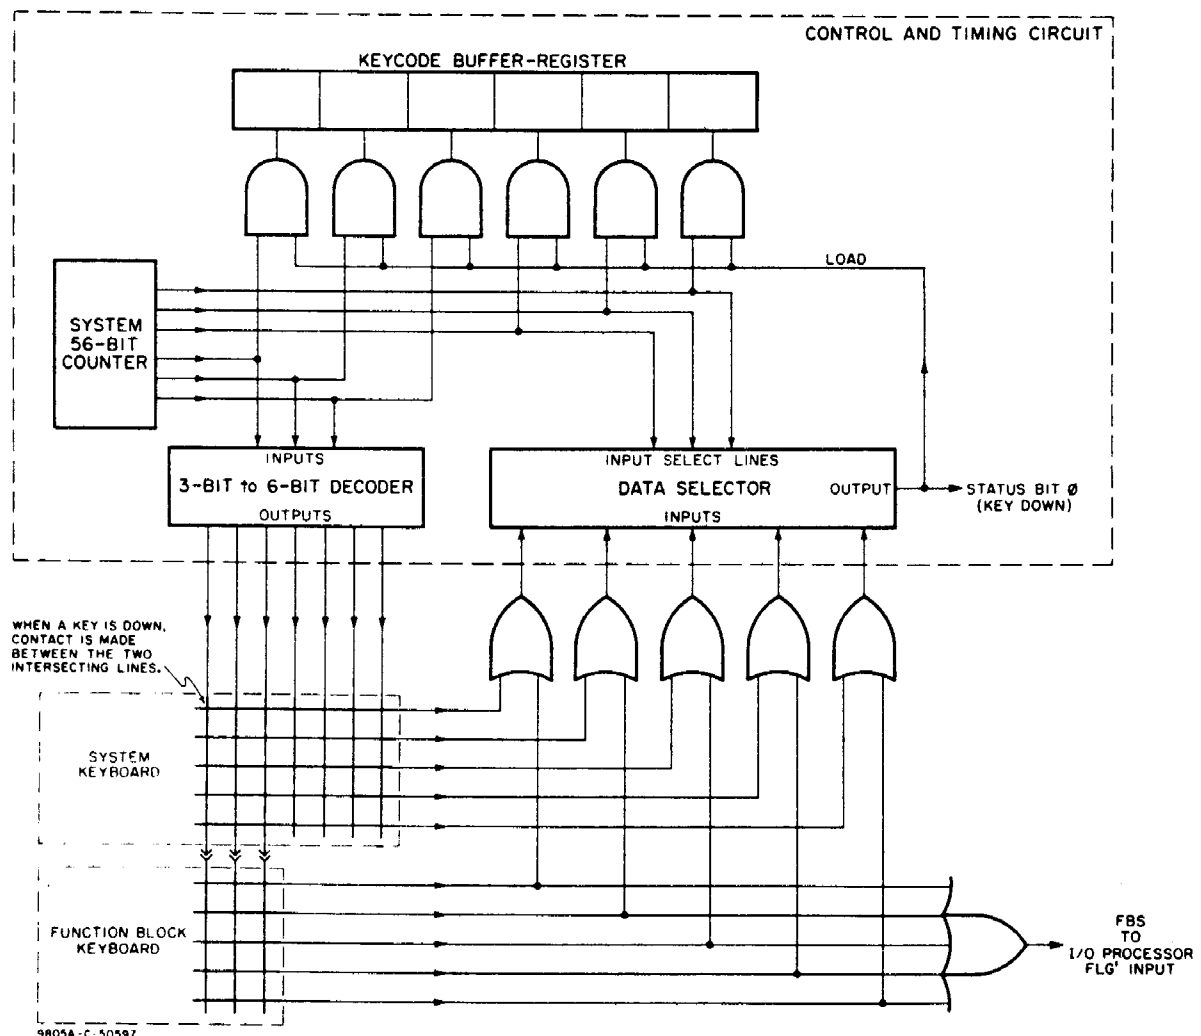 CONTROL AND TIMING CIRCUIT
KEYCODE BUFFER-REGISTER
LOAD
SYSTEM
56-BIT
COUNTER
INPUTS
3-BIT to 6-BIT DECODER
OUTPUTS
INPUT SELECT LINES
DATA SELECTOR
OUTPUT
INPUTS
STATUS BIT Ø
(KEY DOWN)
WHEN A KEY IS DOWN,
CONTACT IS MADE
BETWEEN THE TWO
INTERSECTING LINES.
SYSTEM
KEYBOARD
FUNCTION BLOCK
KEYBOARD
FBS
TO
I/O PROCESSOR
FLG' INPUT
9805A-C-50597